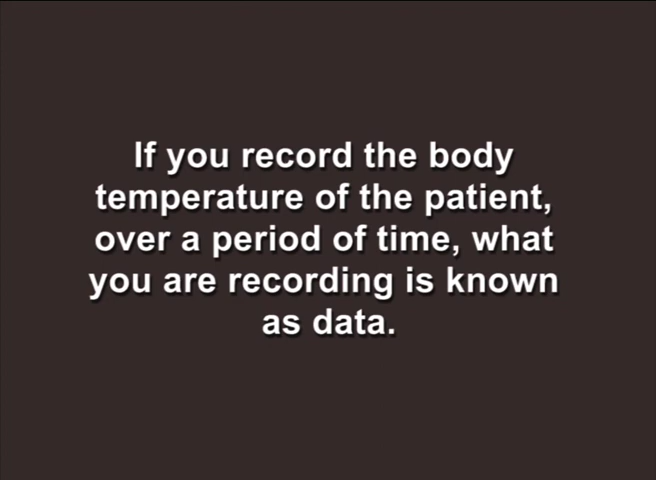 If you record the body
temperature of the patient,
over a period of time, what
you are recording is known
as data.